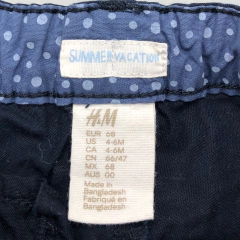 SUMMER VACATION
H&M
EUR 68
US 4-6M
CA 4-6M
CN 66/47
MX 68
AUS 00
Made in
Bangladesh
Fabriqué au
Bangladesh